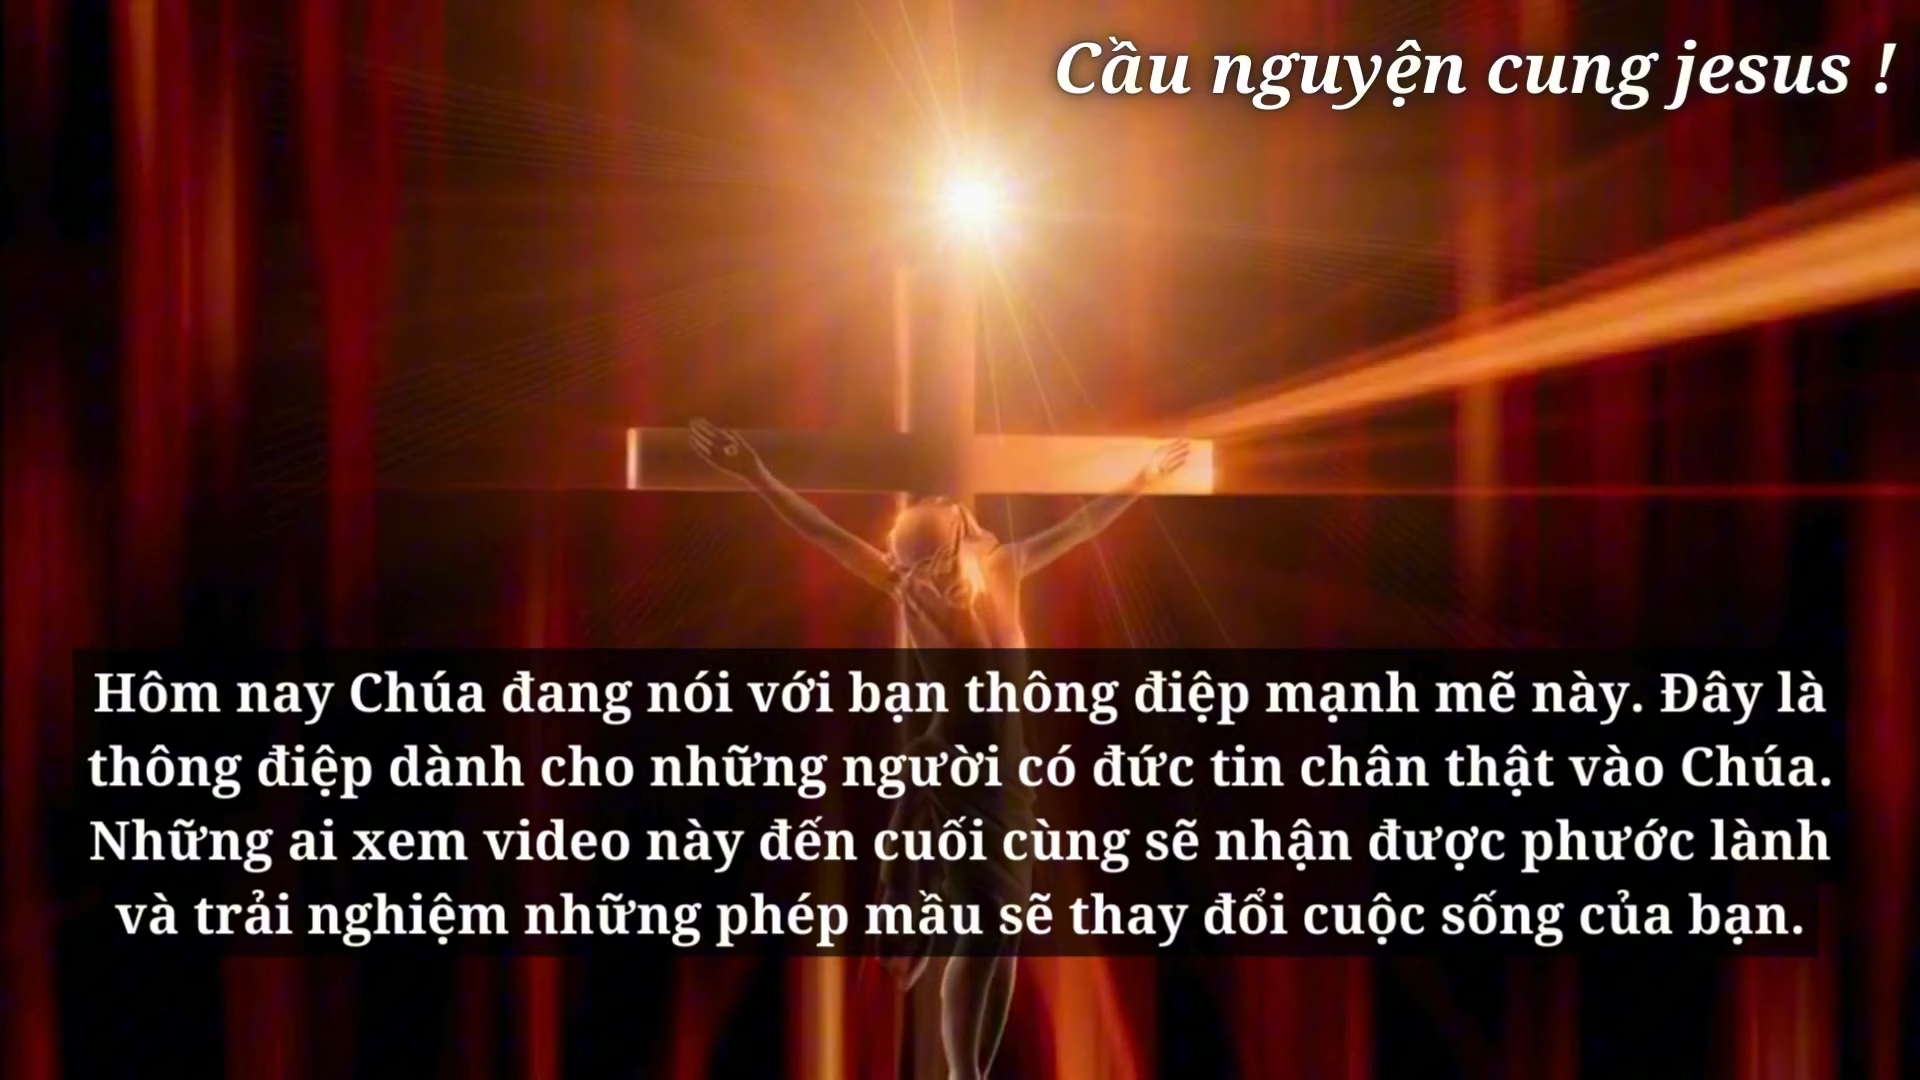 Cầu nguyện cung jesus !
Hôm nay Chúa đang nói với bạn thông điệp mạnh mẽ này. Đây là
thông điệp dành cho những người có đức tin chân thật vào Chúa.
Những ai xem video này đến cuối cùng sẽ nhận được phước lành
và trải nghiệm những phép mầu sẽ thay đổi cuộc sống của bạn.